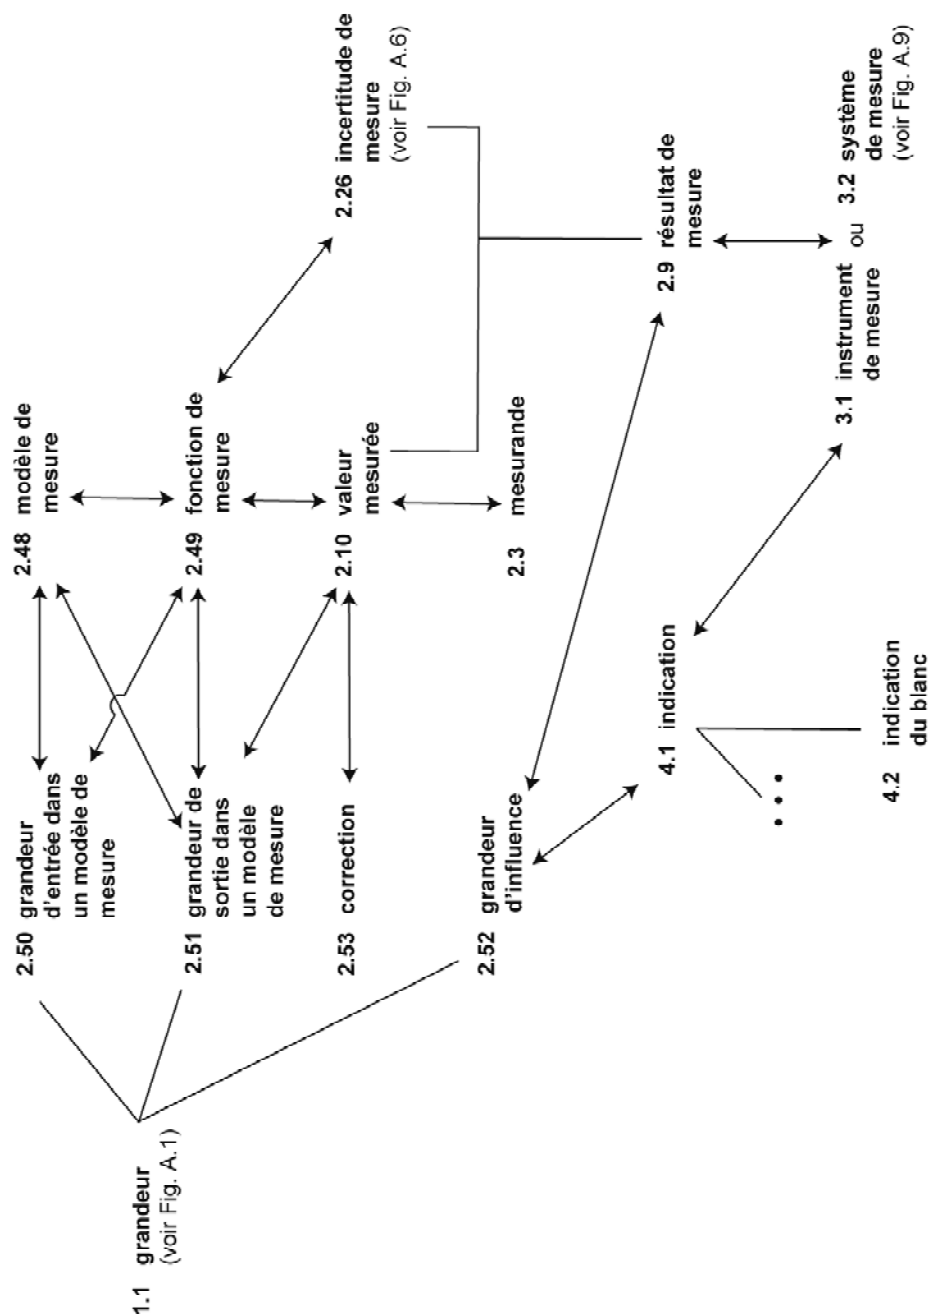 1.1 grandeur
(voir Fig. A.1)
2.50 grandeur
d'entrée dans
un modèle de
mesure
2.51 grandeur de
sortie dans
un modèle
de mesure
2.53 correction
2.52 grandeur
d'influence
2.48 modèle de
mesure
2.49 fonction de
mesure
2.10 valeur
mesurée
2.3 mesurande
2.26 incertitude de
mesure
(voir Fig. A.6)
2.9 résultat de
mesure
4.1 indication
• • •
4.2 indication
du blanc
3.1 instrument ou 3.2 système
de mesure de mesure
(voir Fig. A.9)